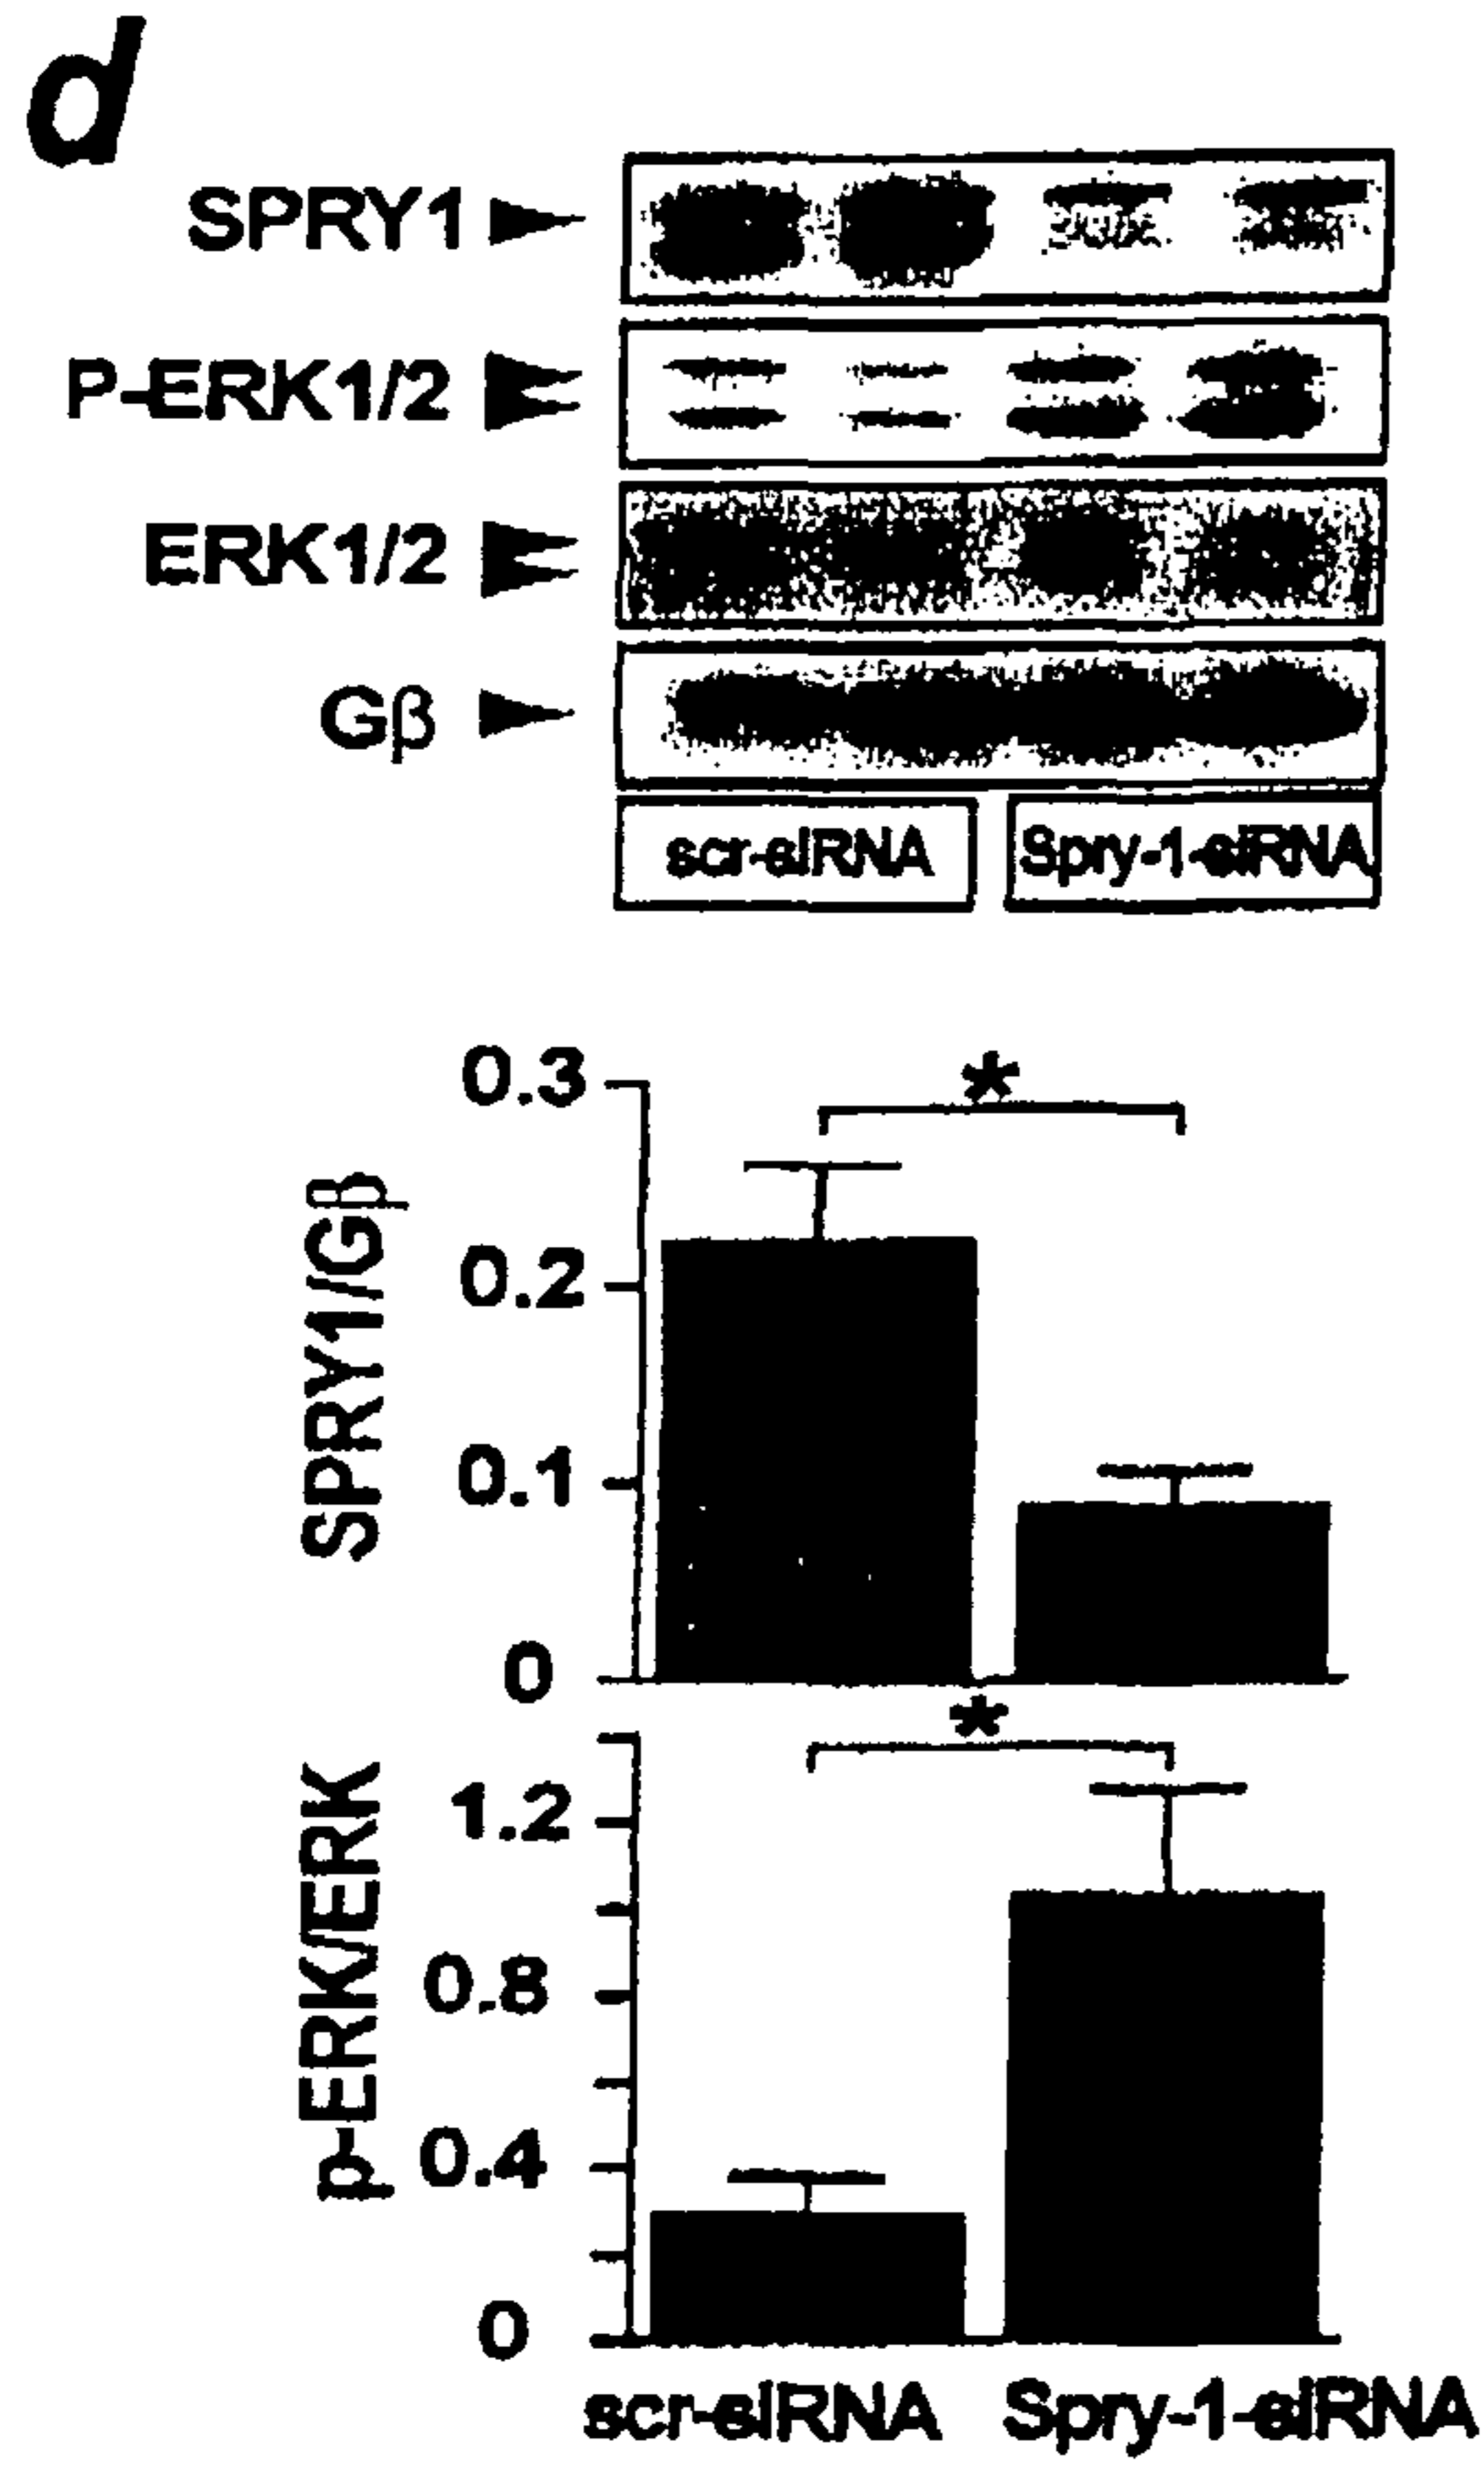 d
SPRY1
P-ERK1/2
ERK1/2
Gβ
scr-siRNA Spry-1-siRNA
0.3
*
0.2
0.1
0
SPRY1/Gβ
*
1.2
0.8
0.4
0
p-ERK/ERK
scr-siRNA Spry-1-siRNA